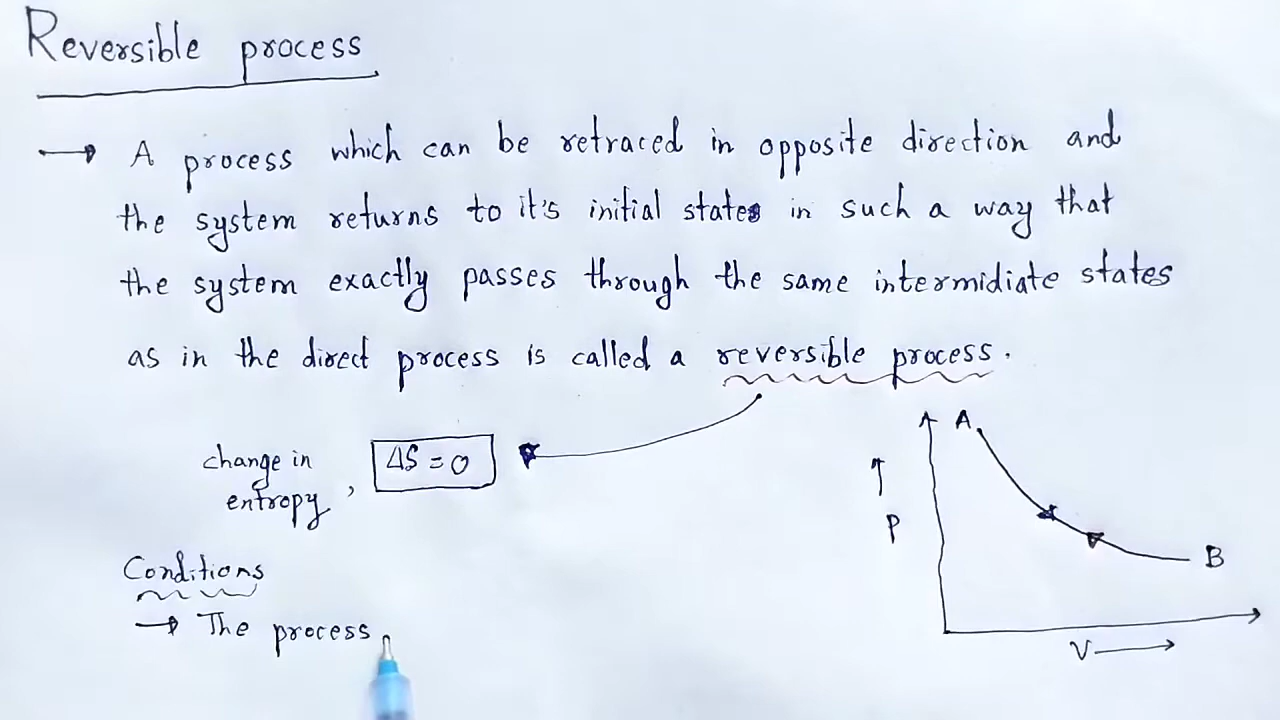 Reversible process
→ A process which can be retraced in opposite direction and
the system returns to it's initial states in such a way that
the system exactly passes through the same intermidiate states
as in the direct process is called a reversible process.
change in
entropy, ΔS = 0
Conditions
→ The process
A
↑
P
B
V →